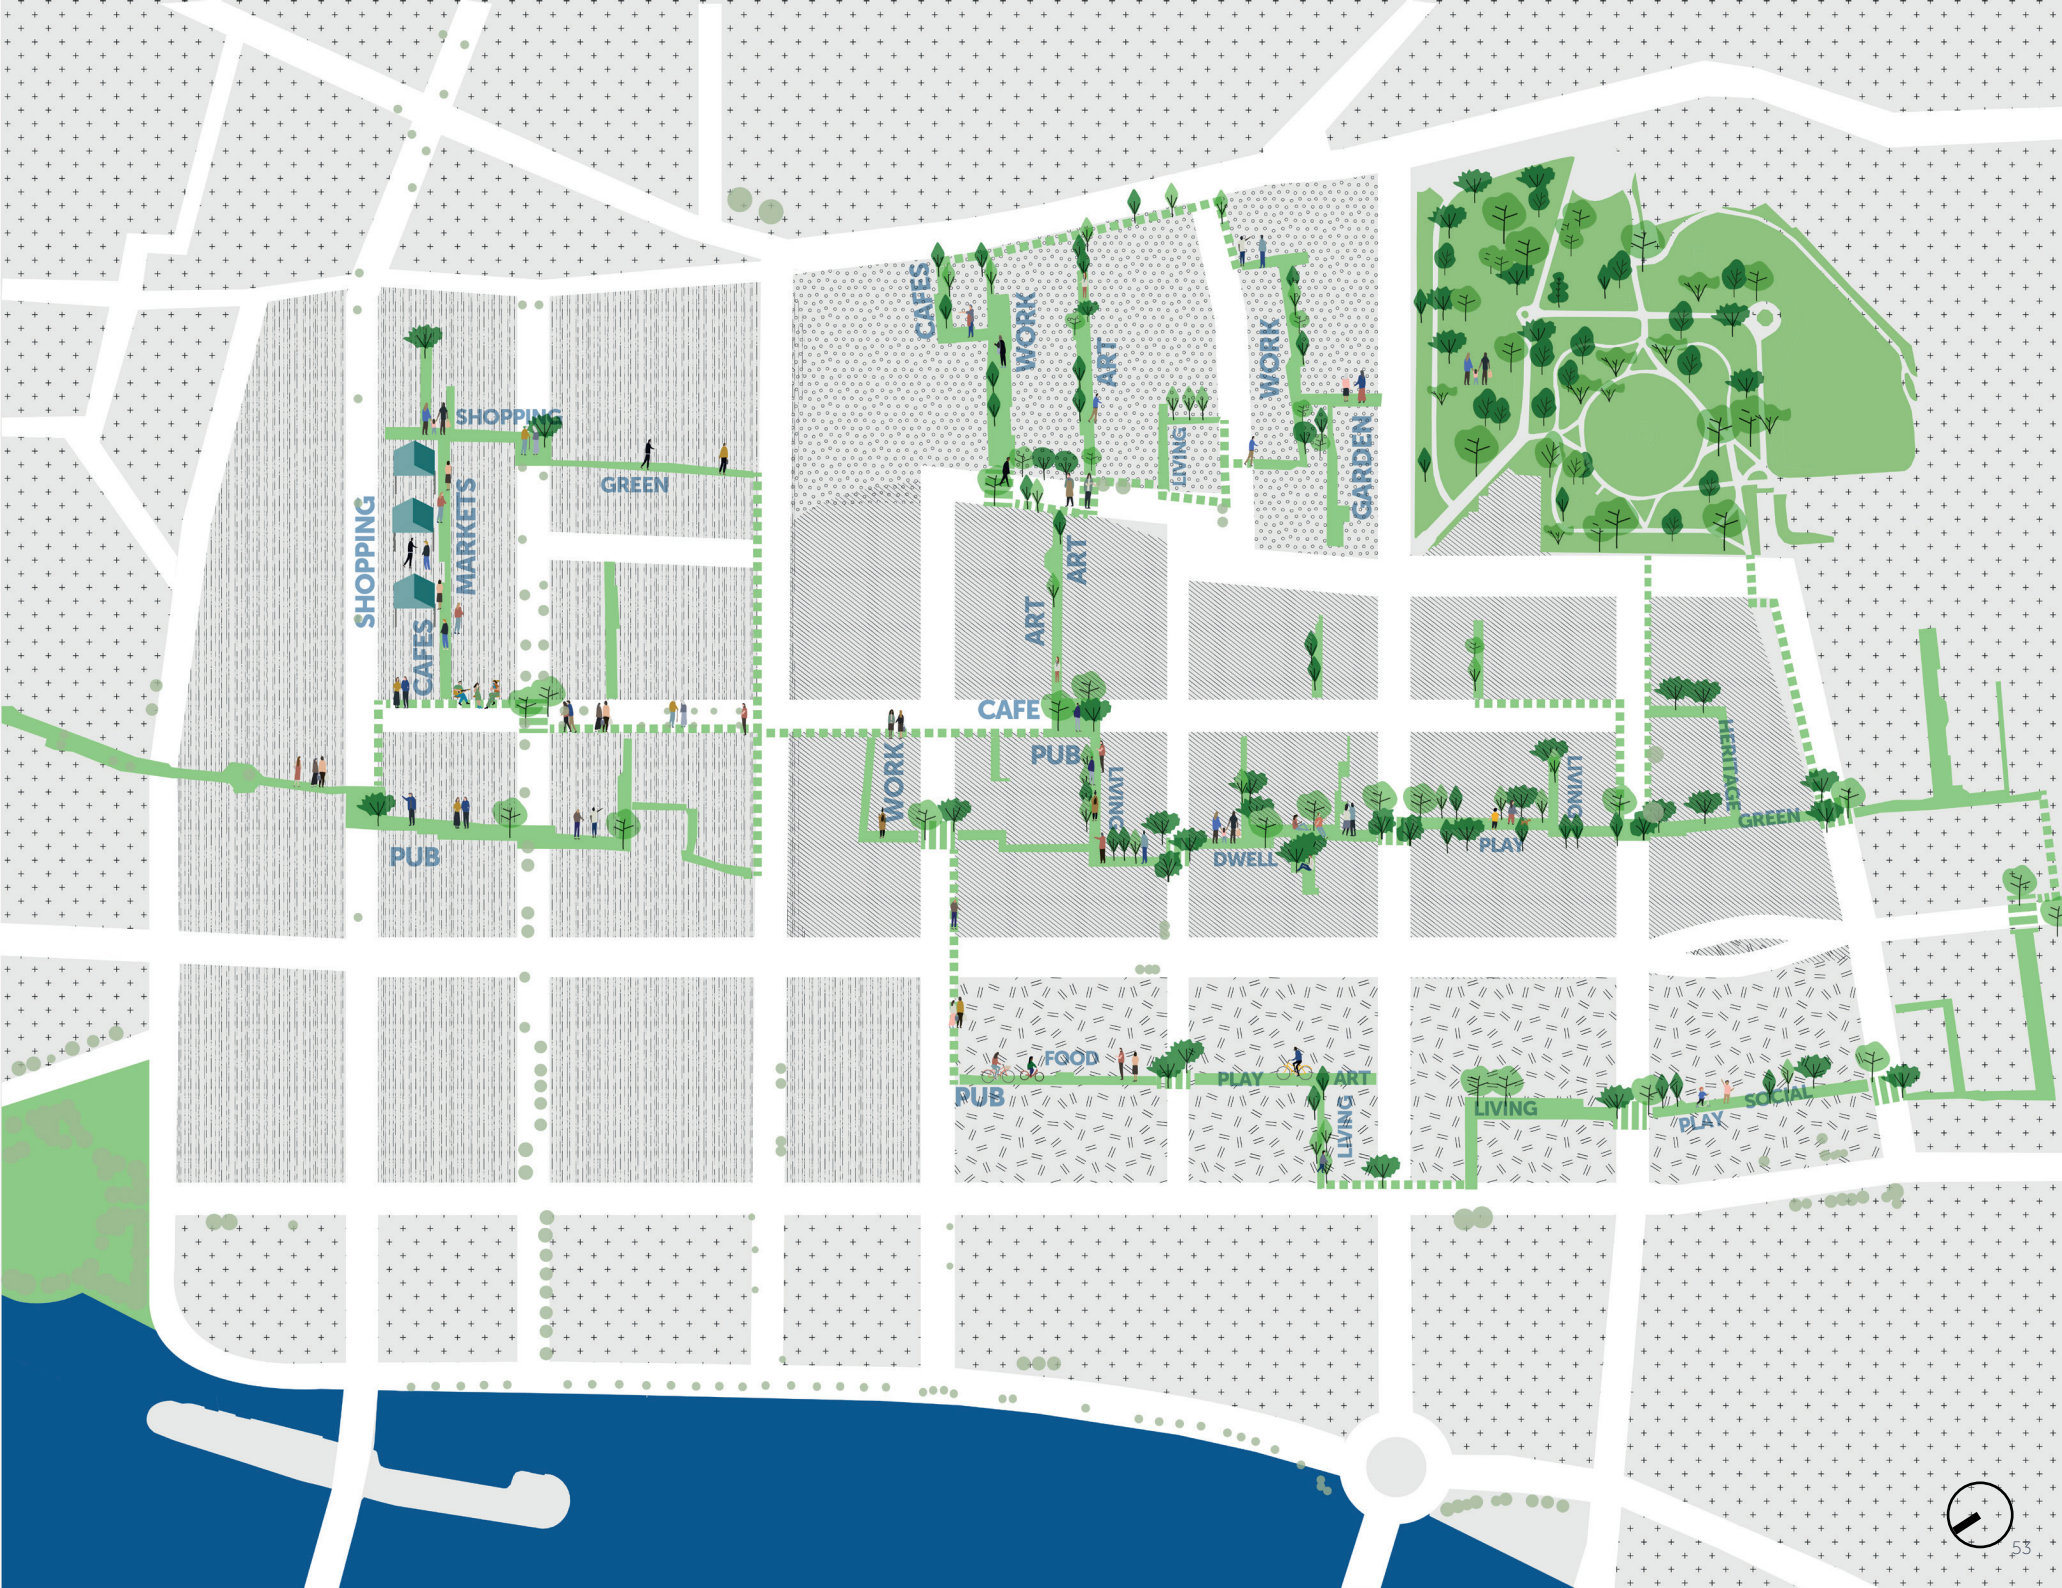 CAFES
WORK
ART
WORK
SHOPPING
GREEN
LIVING
GARDEN
SHOPPING
MARKETS
CAFES
ART
ART
CAFE
PUB
WORK
LIVING
LIVING
HERITAGE
GREEN
PUB
DWELL
PLAY
FOOD
PUB
PLAY
ART
LIVING
LIVING
PLAY
SOCIAL
53